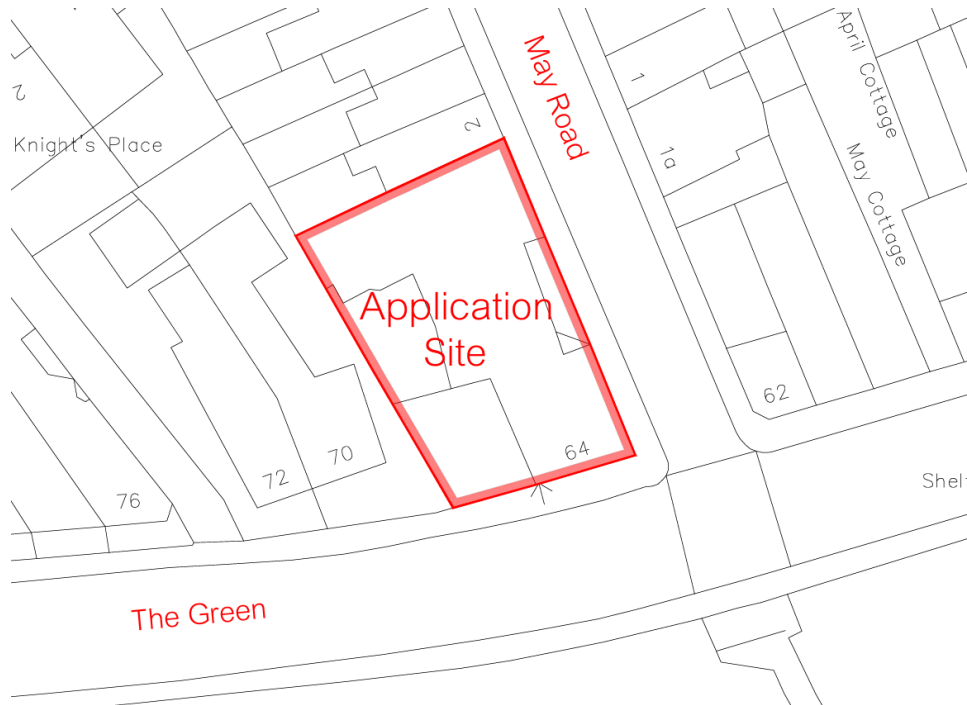 May Road
April Cottage
2
1
Knight's Place
2
1a
May Cottage
Application
Site
62
64
70
72
76
Shel
The Green